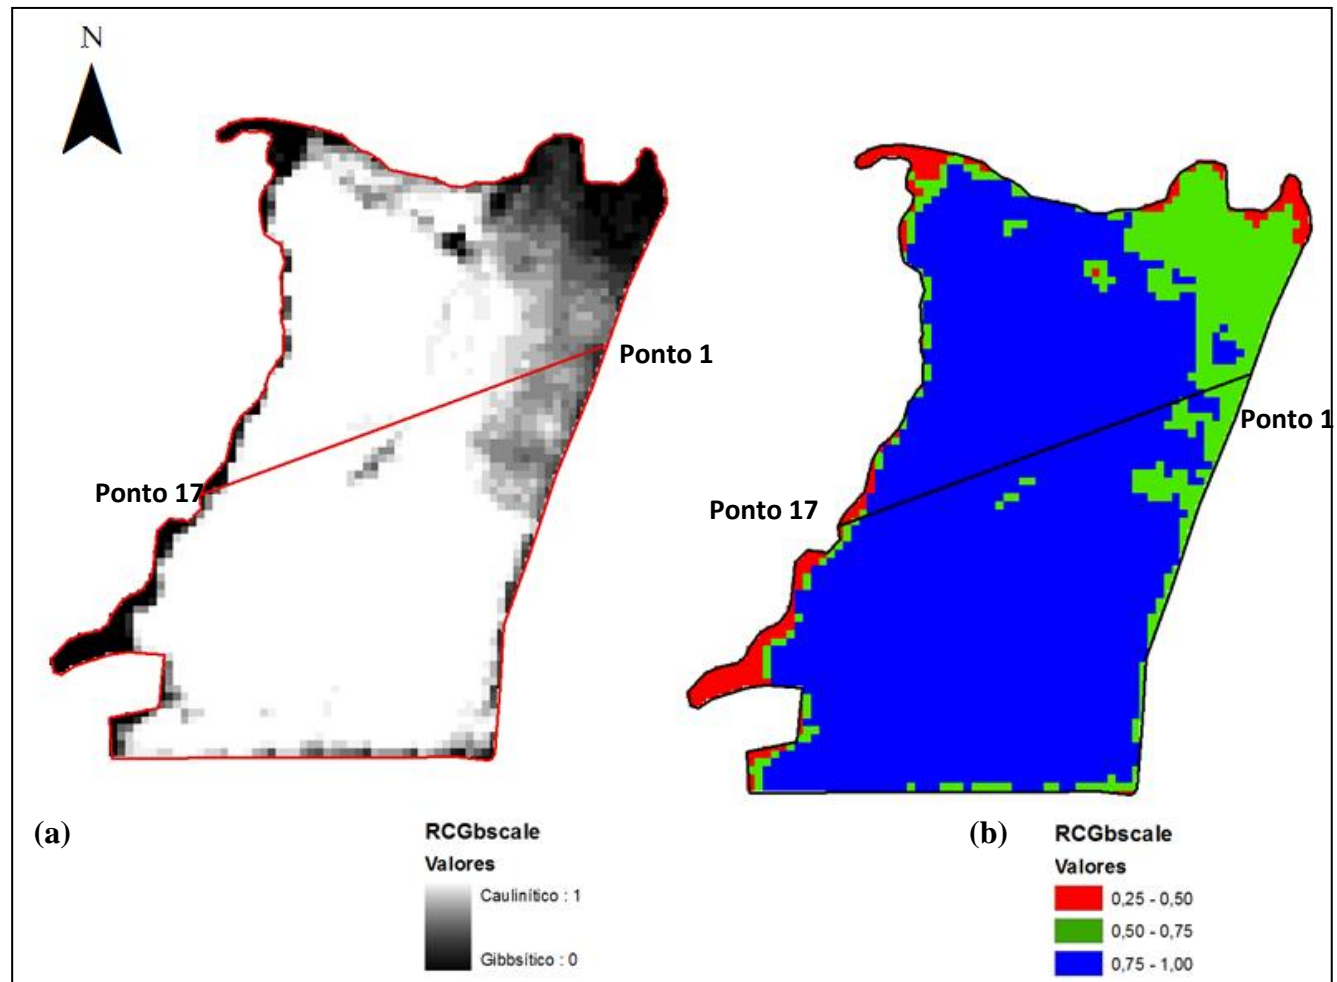 N
Ponto 1
Ponto 17
(a)
RCGbscale
Valores
Caulinítico : 1
Gibbsítico : 0
Ponto 1
Ponto 17
(b)
RCGbscale
Valores
0,25 - 0,50
0,50 - 0,75
0,75 - 1,00